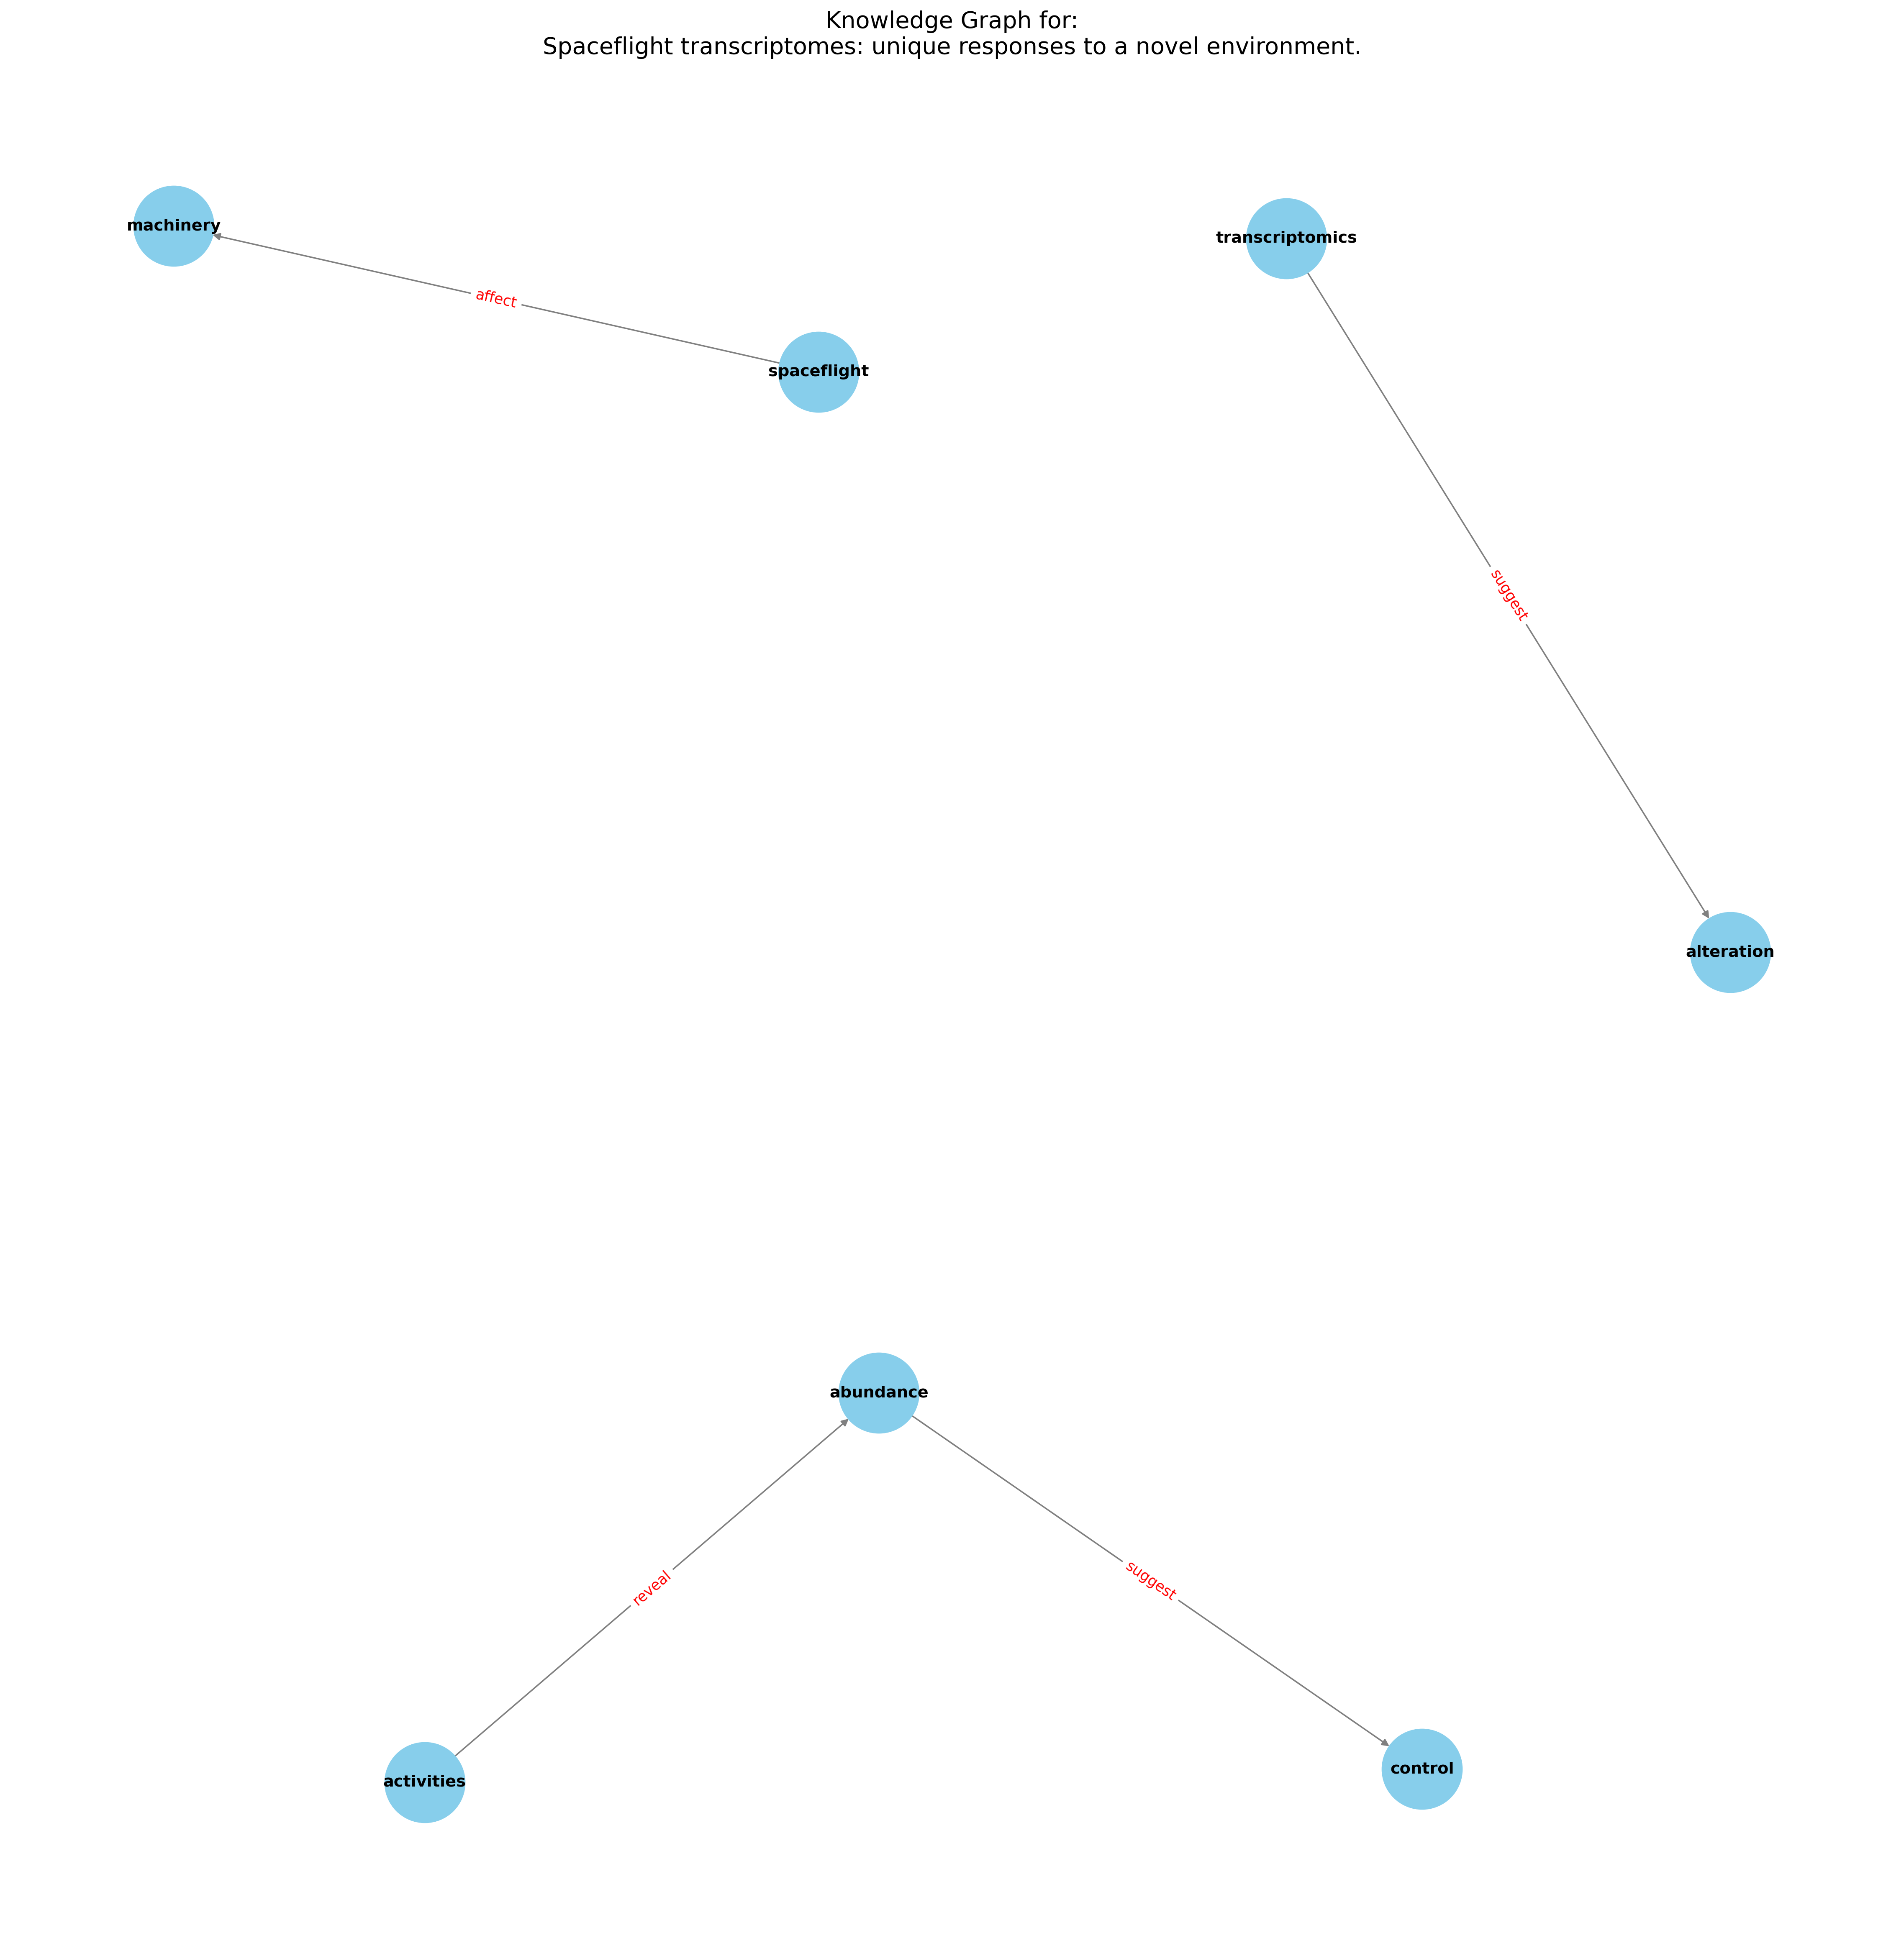 Knowledge Graph for:
Spaceflight transcriptomes: unique responses to a novel environment.
machinery
transcriptomics
affect
spaceflight
suggest
alteration
abundance
suggest
reveal
control
activities